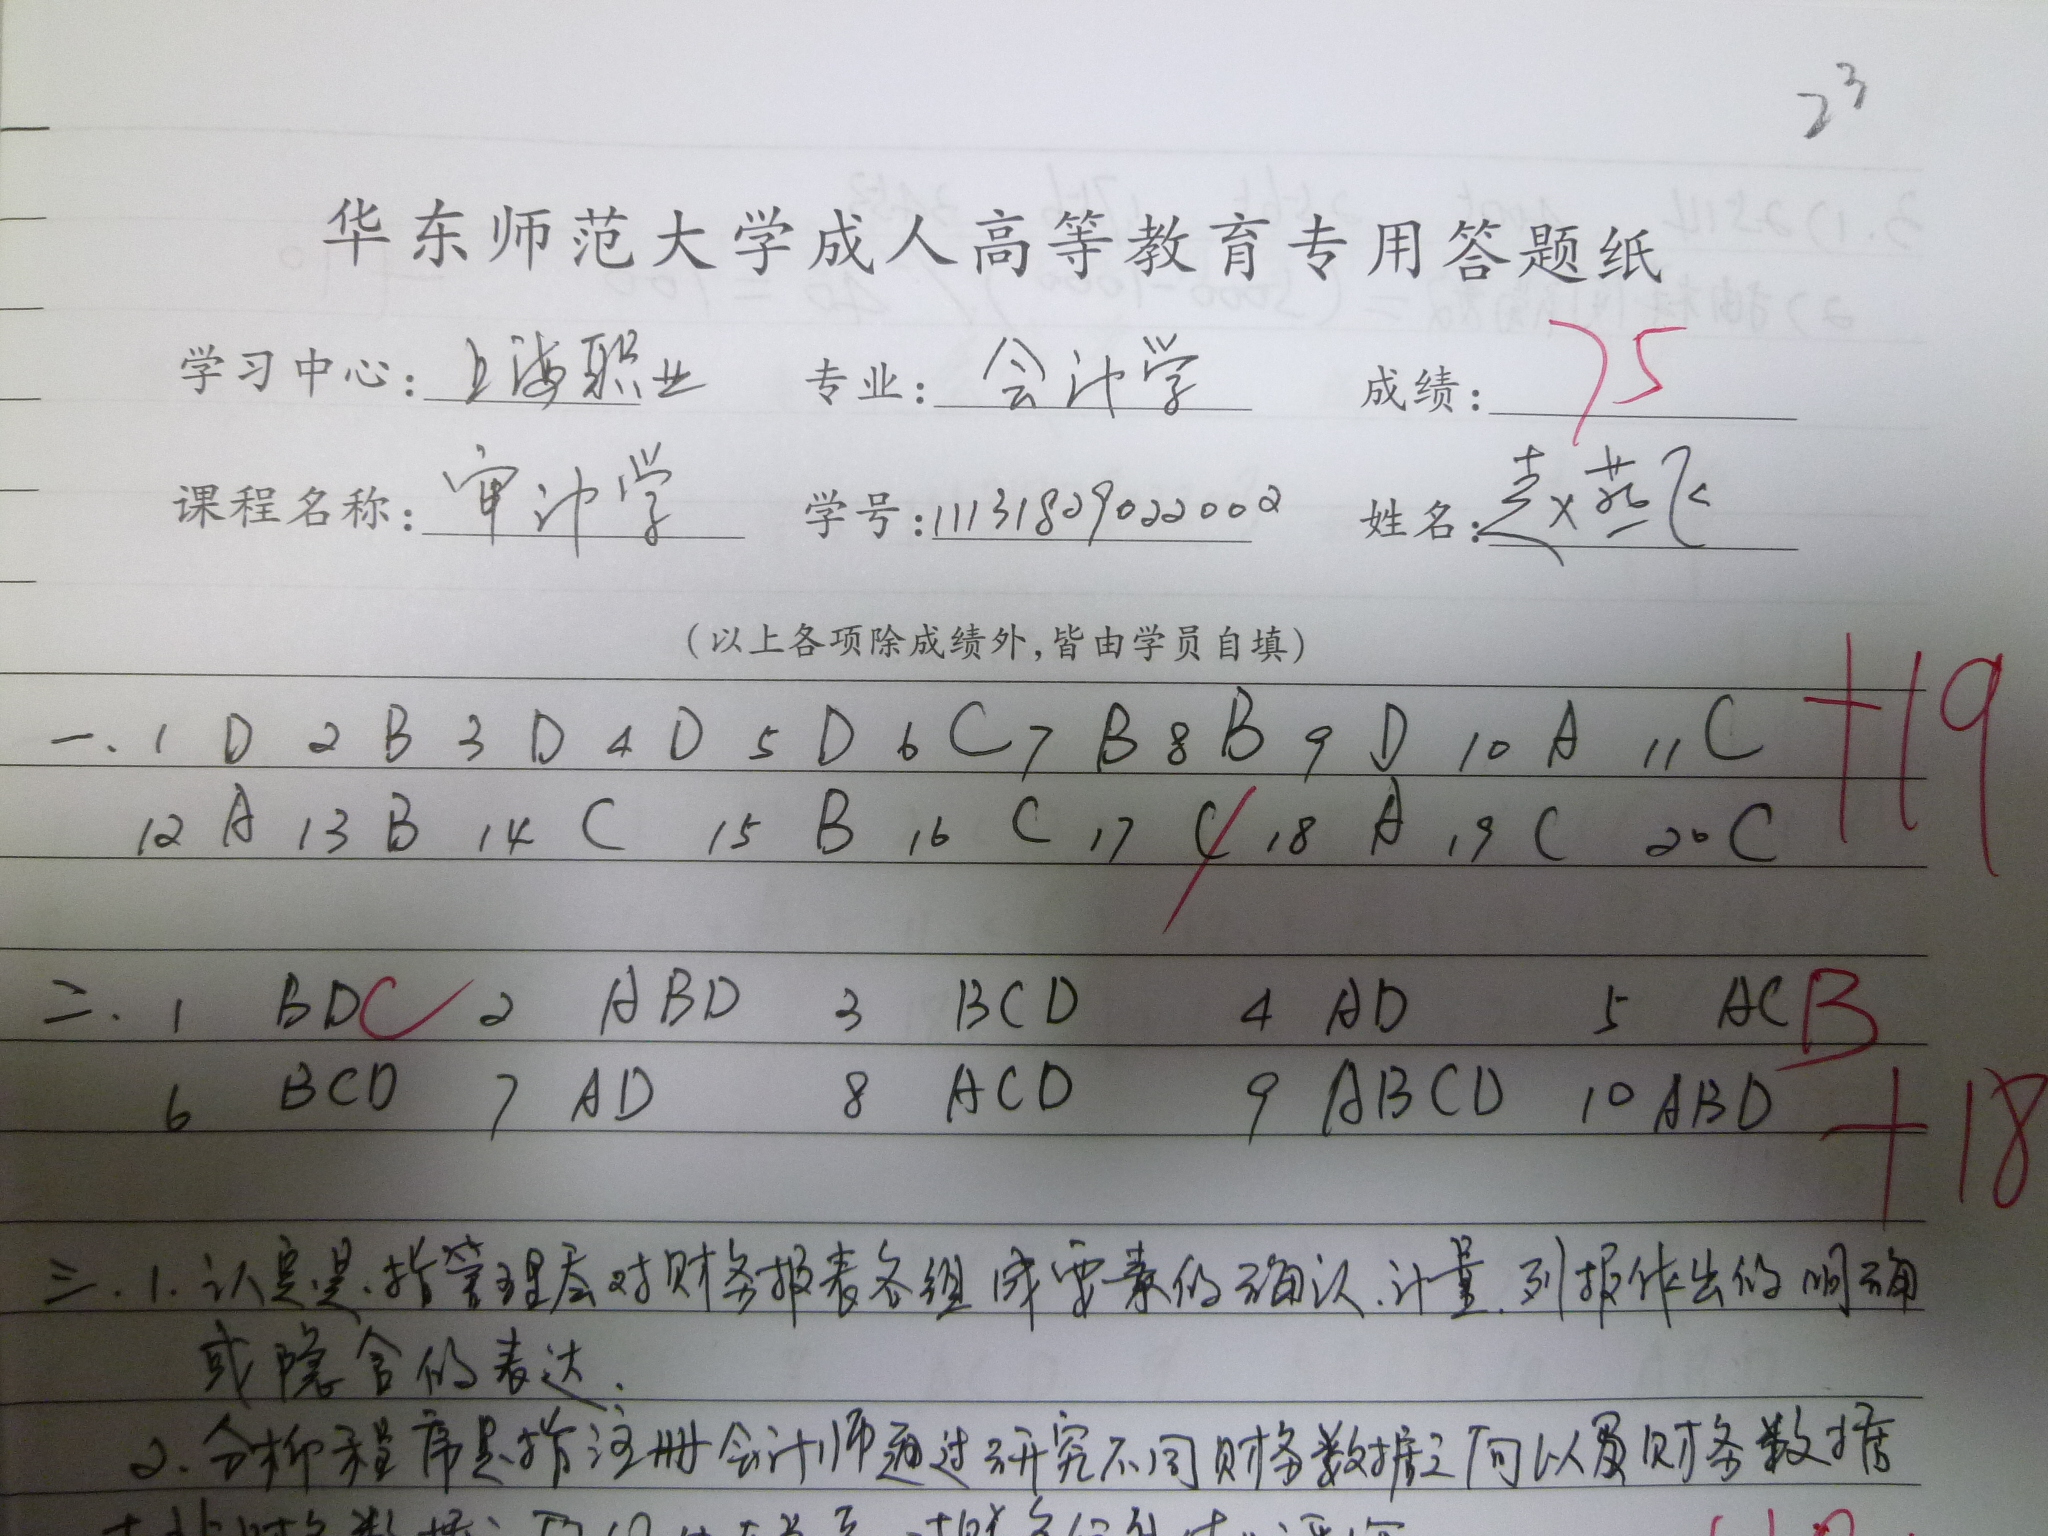 23
华东师范大学成人高等教育专用答题纸
学习中心: 上海职业 专业: 会计学 成绩: 75
课程名称: 审计学 学号: 1113182902200 2 姓名: 赵燕飞
(以上各项除成绩外,皆由学员自填)
一. 1 D 2 B 3 D 4 D 5 D 6 C 7 B 8 B 9 D 10 A 11 C +19
12 A 13 B 14 C 15 B 16 C 17 C 18 A 19 C 20 C
二. 1 BDC 2 ABD 3 BCD 4 AD 5 ACB
6 BCD 7 AD 8 ACD 9 ABCD 10 ABD +18
三. 1. 认定是指管理层对财务报表各组成要素的确认.计量.列报作出的明确
或隐含的表达.
2. 分析程序是指注册会计师通过研究不同财务数据之间以及财务数据